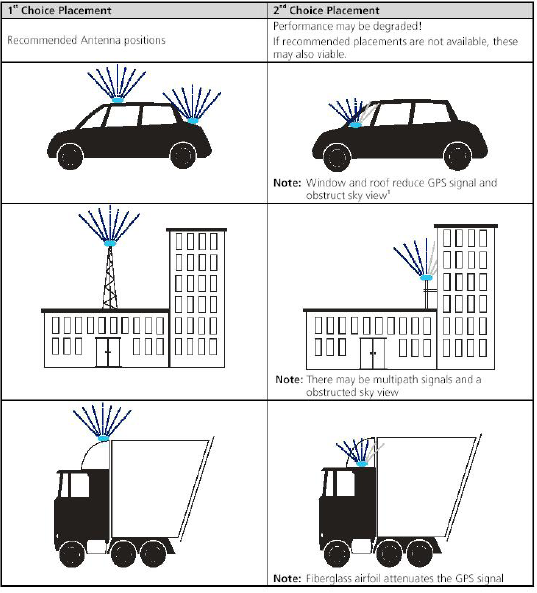 1st Choice Placement
2nd Choice Placement
Recommended Antenna positions
Performance may be degraded!
If recommended placements are not available, these
may also viable.
Note: Window and roof reduce GPS signal and
obstruct sky view1
Note: There may be multipath signals and a
obstructed sky view
Note: Fiberglass airfoil attenuates the GPS signal